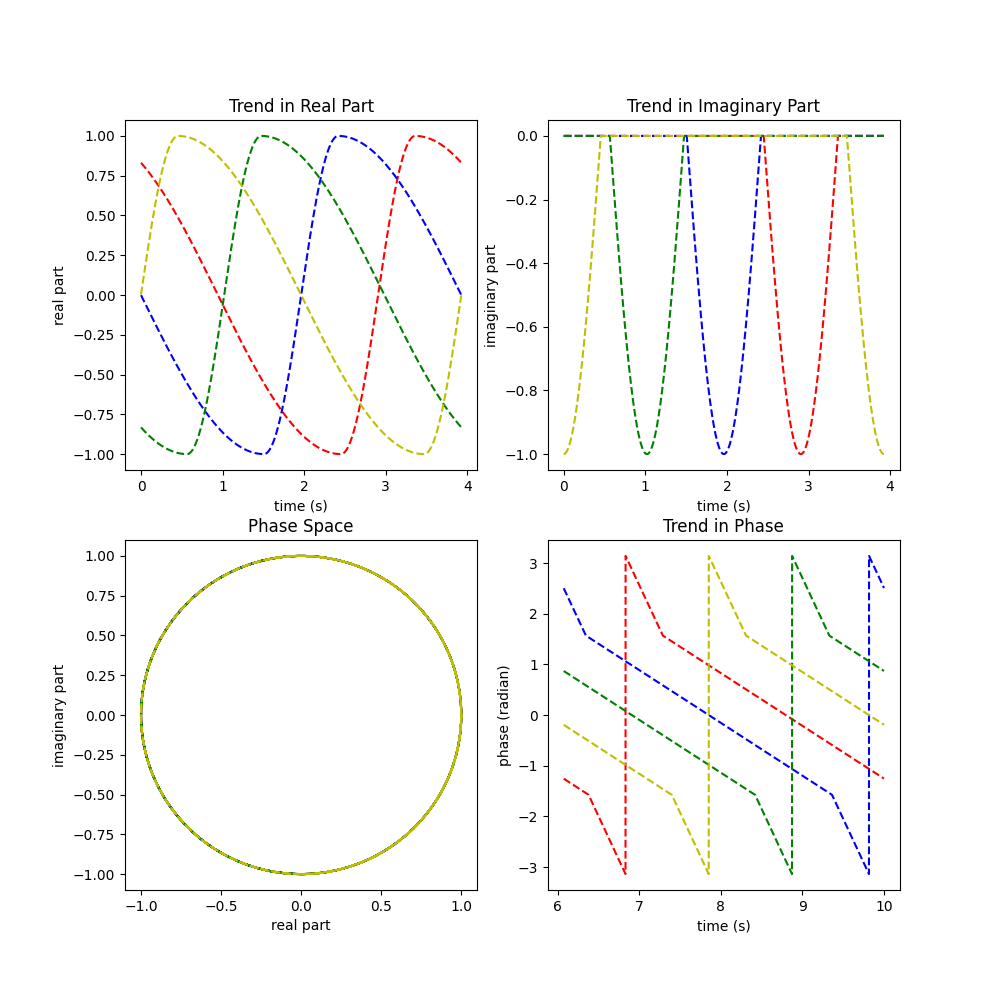 Trend in Real Part
1.00
0.75
0.50
0.25
0.00
−0.25
−0.50
−0.75
−1.00
real part
0 1 2 3 4
time (s)
Trend in Imaginary Part
0.0
−0.2
−0.4
−0.6
−0.8
−1.0
imaginary part
0 1 2 3 4
time (s)
Phase Space
1.00
0.75
0.50
0.25
0.00
−0.25
−0.50
−0.75
−1.00
imaginary part
−1.0 −0.5 0.0 0.5 1.0
real part
Trend in Phase
3
2
1
0
−1
−2
−3
phase (radian)
6 7 8 9 10
time (s)